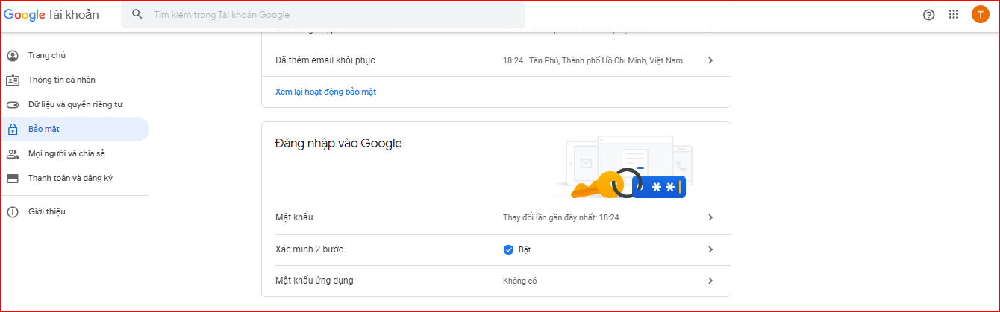 Google Tài khoản
Tìm kiếm trong Tài khoản Google
T
Trang chủ
Thông tin cá nhân
Dữ liệu và quyền riêng tư
Bảo mật
Mọi người và chia sẻ
Thanh toán và đăng ký
Giới thiệu
Đã thêm email khôi phục
18:24 · Tân Phú, Thành phố Hồ Chí Minh, Việt Nam
Xem lại hoạt động bảo mật
Đăng nhập vào Google
Mật khẩu
Thay đổi lần gần đây nhất: 18:24
Xác minh 2 bước
Bật
Mật khẩu ứng dụng
Không có